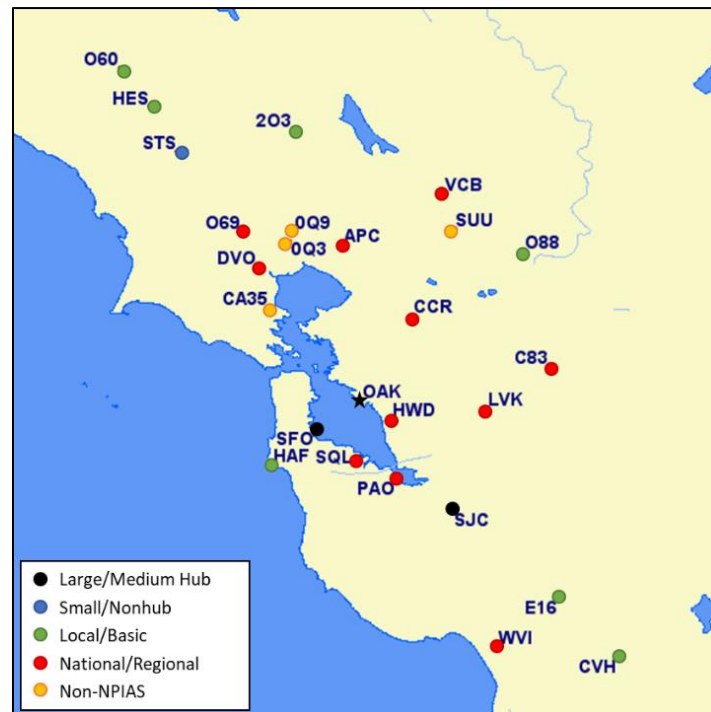 O60
HES
STS
2O3
VCB
O69
0Q9
SUU
APC
0Q3
O88
DVO
CA35
CCR
C83
OAK
LVK
HWD
SFO
HAF
SQL
PAO
SJC
E16
WVI
CVH
Large/Medium Hub
Small/Nonhub
Local/Basic
National/Regional
Non-NPIAS